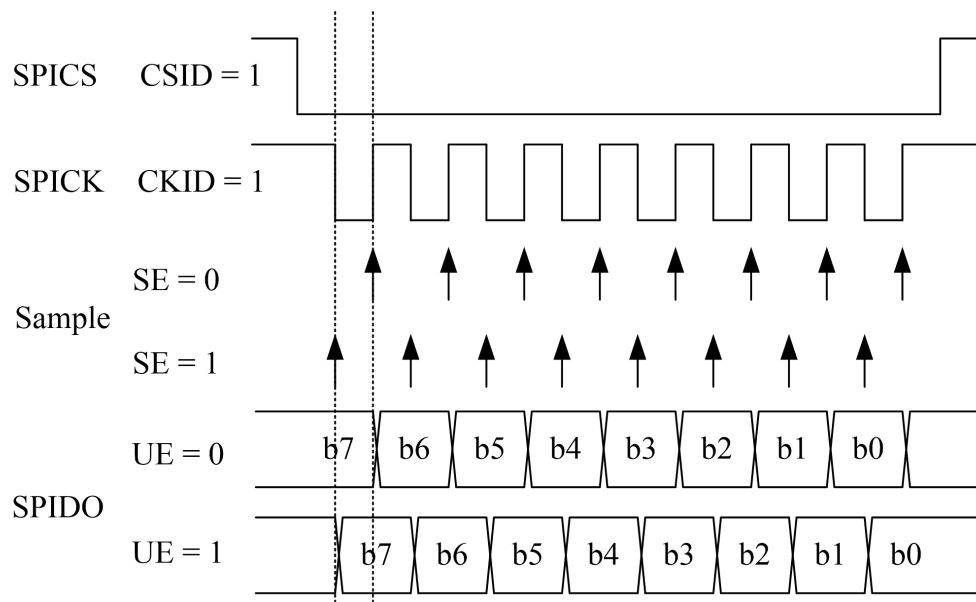 SPICS CSID = 1
SPICK CKID = 1
SE = 0
Sample
SE = 1
UE = 0 b7 b6 b5 b4 b3 b2 b1 b0
SPIDO
UE = 1 b7 b6 b5 b4 b3 b2 b1 b0